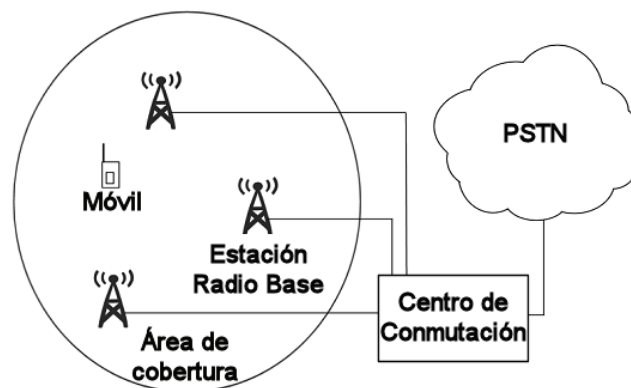 PSTN
Móvil
Estación
Radio Base
Centro de
Conmutación
Área de
cobertura